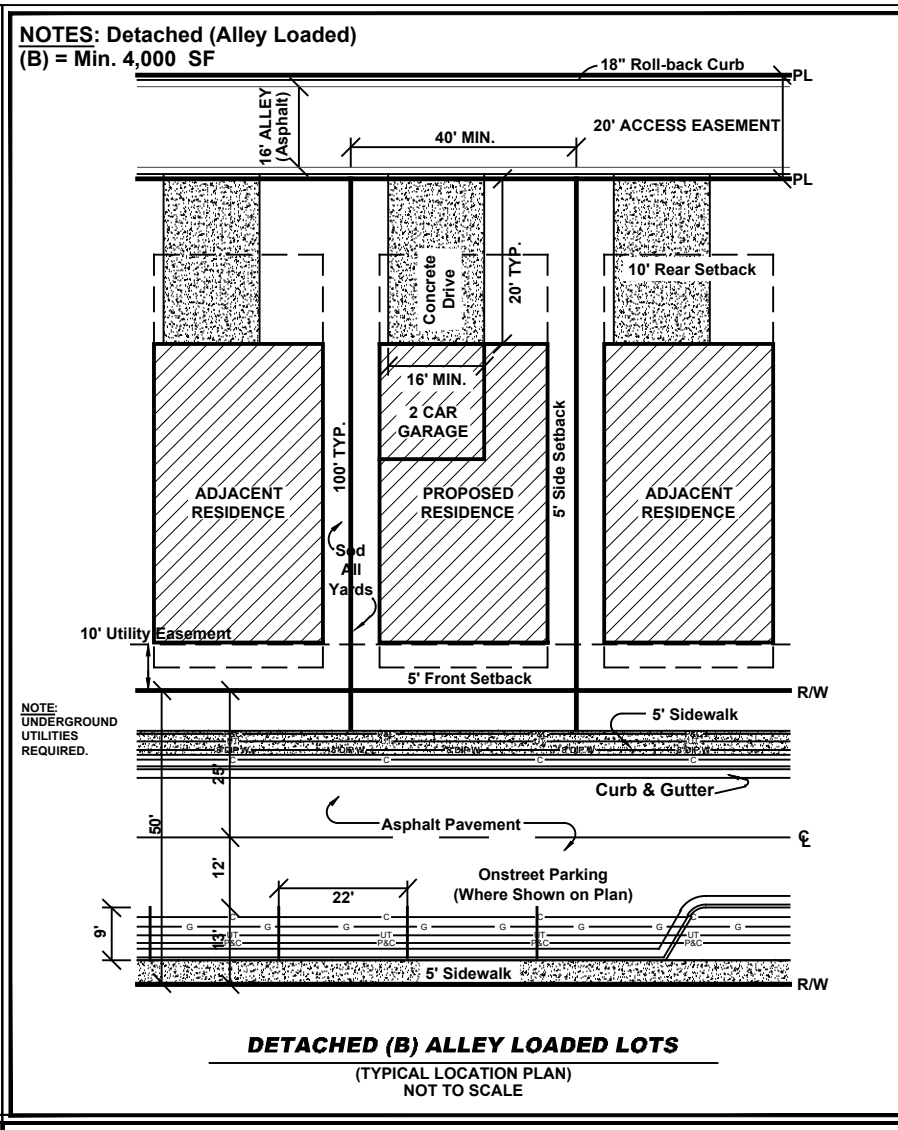 NOTES: Detached (Alley Loaded)
(B) = Min. 4,000 SF
18" Roll-back Curb
PL
16' ALLEY
(Asphalt)
40' MIN.
20' ACCESS EASEMENT
PL
Concrete
Drive
20' TYP.
10' Rear Setback
16' MIN.
2 CAR
GARAGE
100' TYP.
5' Side Setback
ADJACENT
RESIDENCE
PROPOSED
RESIDENCE
ADJACENT
RESIDENCE
Sod
All
Yards
10' Utility Easement
5' Front Setback
R/W
NOTE:
UNDERGROUND
UTILITIES
REQUIRED.
5' Sidewalk
C C C C C
25'
Curb & Gutter
50'
Asphalt Pavement
℄
12'
Onstreet Parking
(Where Shown on Plan)
22'
9'
C C C C
G G G G G G G G
13'
UT UT UT UT
P&C P&C P&C P&C
5' Sidewalk
R/W
DETACHED (B) ALLEY LOADED LOTS
(TYPICAL LOCATION PLAN)
NOT TO SCALE